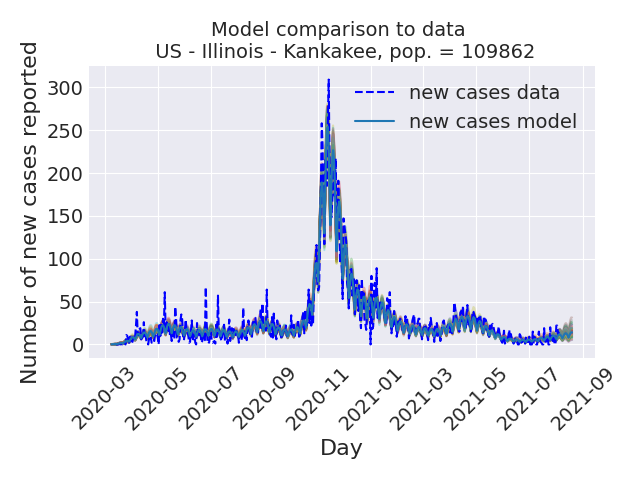 Model comparison to data
US - Illinois - Kankakee, pop. = 109862
Number of new cases reported
300
250
200
150
100
50
0
new cases data
new cases model
2020-03
2020-05
2020-07
2020-09
2020-11
2021-01
2021-03
2021-05
2021-07
2021-09
Day